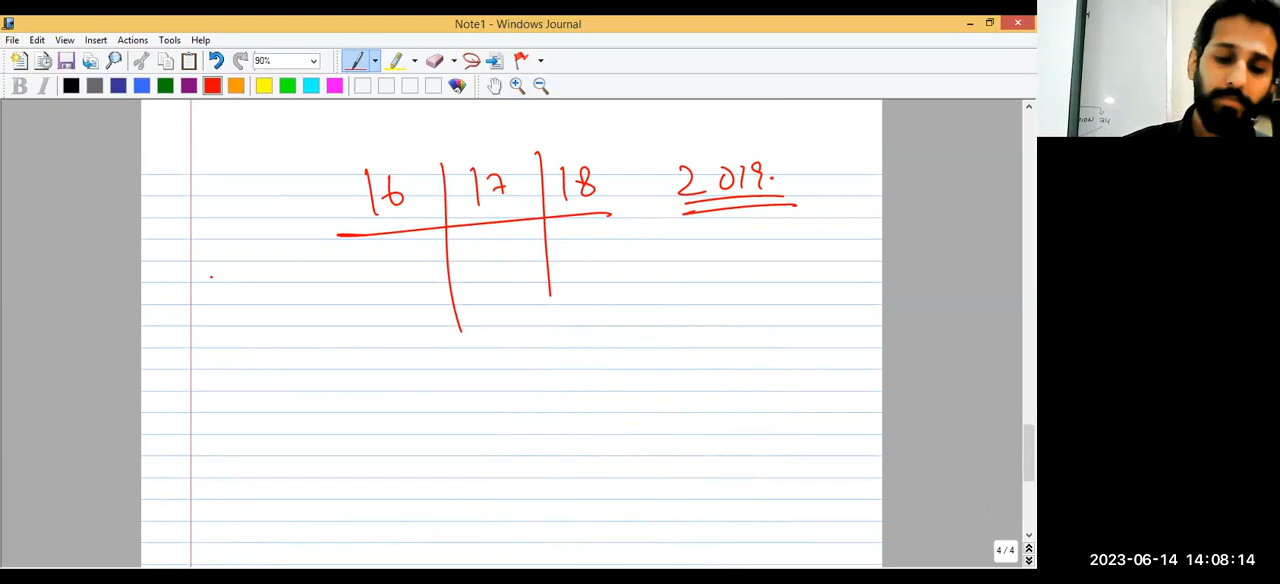 Note1 - Windows Journal
File Edit View Insert Actions Tools Help
90%
B I
16 17 18 2019.
4 / 4
2023-06-14 14:08:14